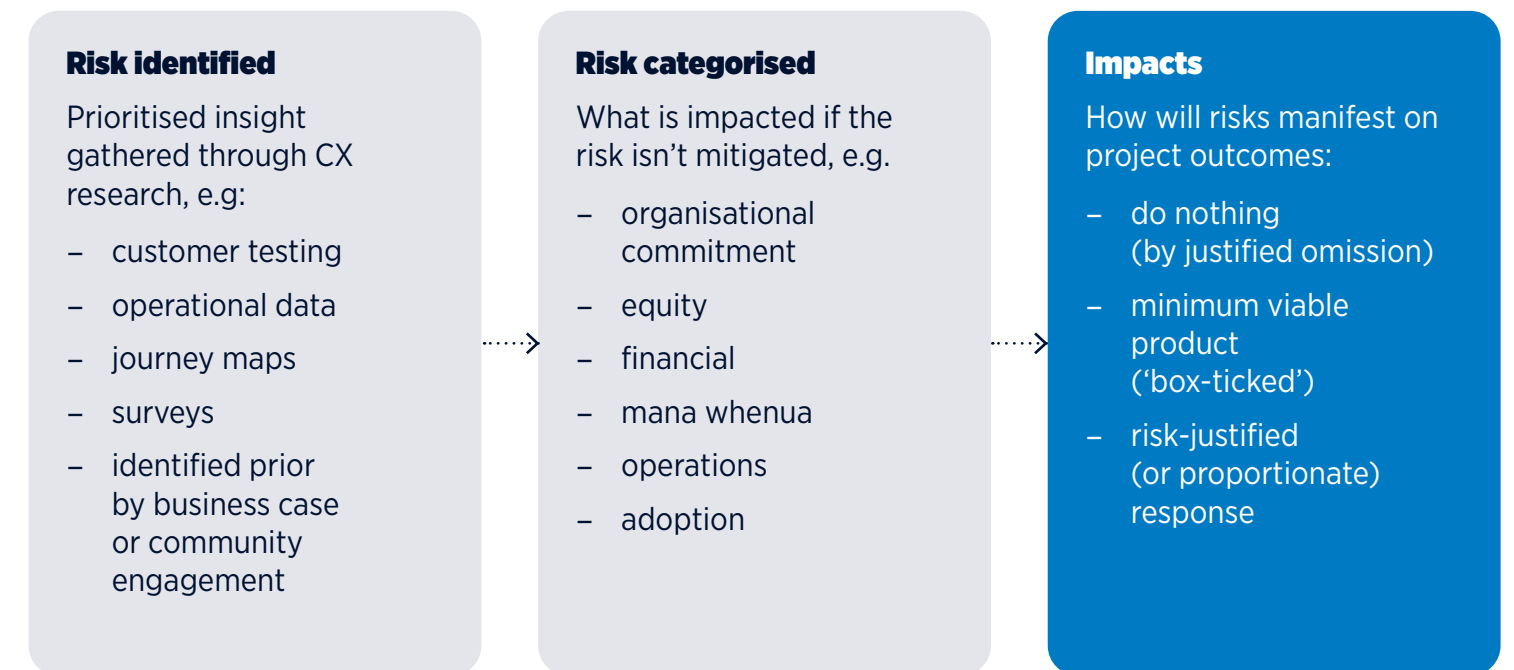 Risk identified
Prioritised insight
gathered through CX
research, e.g:
– customer testing
– operational data
– journey maps
– surveys
– identified prior
by business case
or community
engagement
Risk categorised
What is impacted if the
risk isn’t mitigated, e.g.
– organisational
commitment
– equity
– financial
– mana whenua
– operations
– adoption
Impacts
How will risks manifest on
project outcomes:
– do nothing
(by justified omission)
– minimum viable
product
(‘box-ticked’)
– risk-justified
(or proportionate)
response